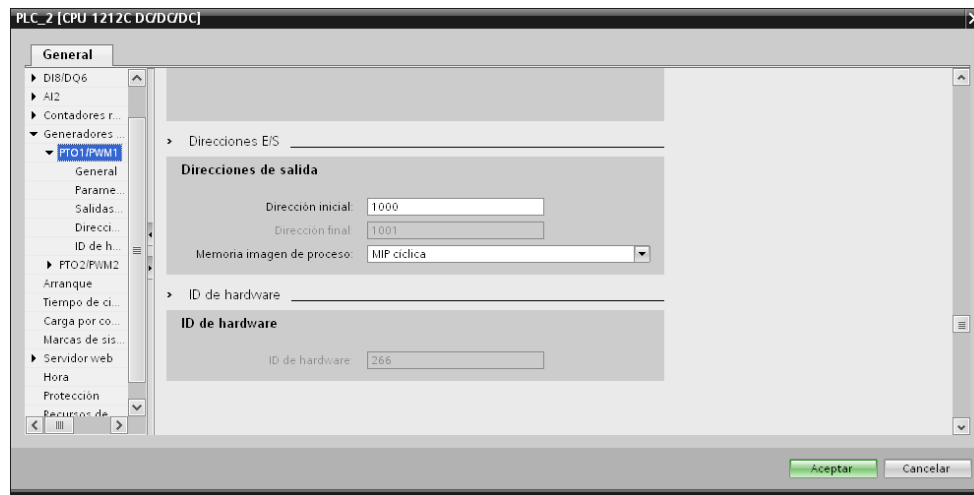 PLC_2 [CPU 1212C DC/DC/DC]
General
DI8/DQ6
AI2
Contadores r...
Generadores ...
PTO1/PWM1
General
Parame...
Salidas...
Direcci...
ID de h...
PTO2/PWM2
Arranque
Tiempo de ci...
Carga por co...
Marcas de sis...
Servidor web
Hora
Protección
Recursos de
Direcciones E/S
Direcciones de salida
Dirección inicial: 1000
Dirección final: 1001
Memoria imagen de proceso: MIP cíclica
ID de hardware
ID de hardware
ID de hardware: 266
Aceptar Cancelar